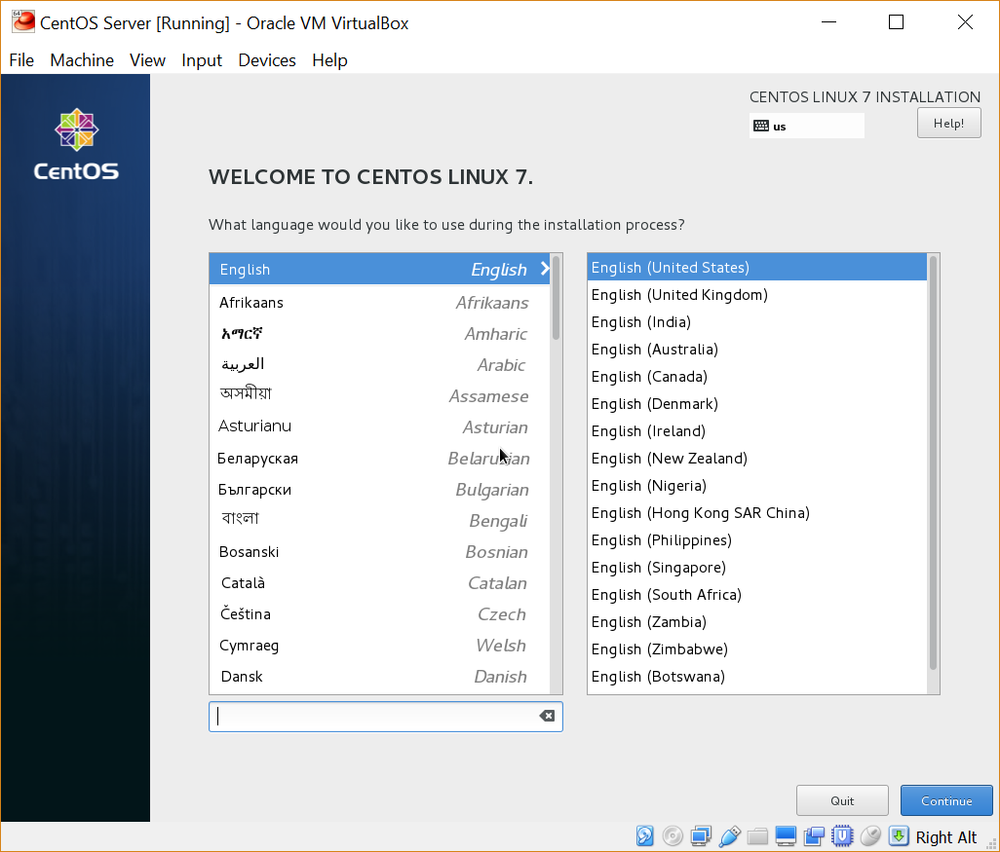 CentOS Server [Running] - Oracle VM VirtualBox
File Machine View Input Devices Help
CentOS
CENTOS LINUX 7 INSTALLATION
us
Help!
WELCOME TO CENTOS LINUX 7.
What language would you like to use during the installation process?
English English
Afrikaans Afrikaans
አማርኛ Amharic
العربية Arabic
অসমীয়া Assamese
Asturianu Asturian
Беларуская Belarusian
Български Bulgarian
বাংলা Bengali
Bosanski Bosnian
Català Catalan
Čeština Czech
Cymraeg Welsh
Dansk Danish
English (United States)
English (United Kingdom)
English (India)
English (Australia)
English (Canada)
English (Denmark)
English (Ireland)
English (New Zealand)
English (Nigeria)
English (Hong Kong SAR China)
English (Philippines)
English (Singapore)
English (South Africa)
English (Zambia)
English (Zimbabwe)
English (Botswana)
Quit
Continue
Right Alt